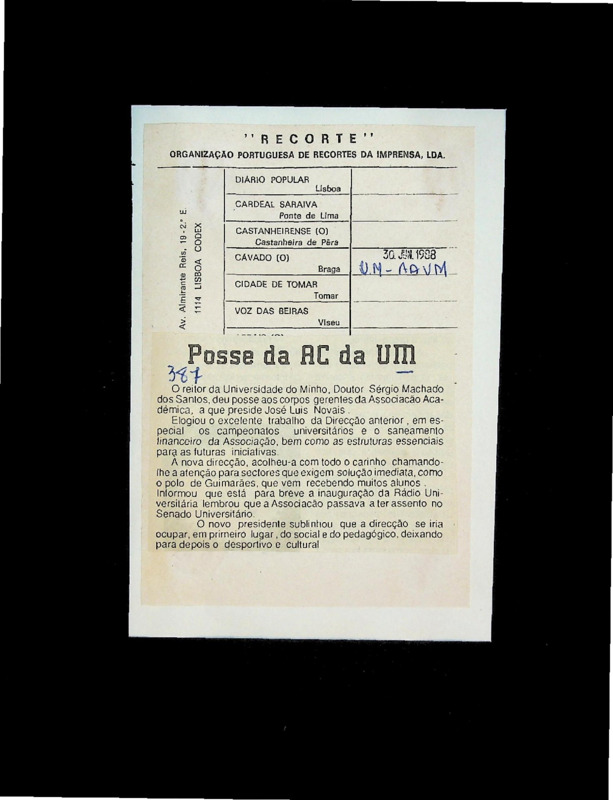 "RECORTE"
ORGANIZAÇÃO PORTUGUESA DE RECORTES DA IMPRENSA, LDA.
Av. Almirante Reis, 19-2.º E
1114 LISBOA CODEX
DIÁRIO POPULAR
Lisboa
CARDEAL SARAIVA
Ponte de Lima
CASTANHEIRENSE (O)
Castanheira de Pêra
CÁVADO (O)
Braga
30. JUN. 1988
UM - AAUM
CIDADE DE TOMAR
Tomar
VOZ DAS BEIRAS
Viseu
Posse da AC da UM
387
O reitor da Universidade do Minho, Doutor Sérgio Machado
dos Santos, deu posse aos corpos gerentes da Associacão Aca-
démica, a que preside José Luis Novais.
Elogiou o excelente trabalho da Direcção anterior, em es-
pecial os campeonatos universitários e o saneamento
financeiro da Associação, bem como as estruturas essenciais
para as futuras iniciativas.
A nova direcção, acolheu-a com todo o carinho chamando-
lhe a atenção para sectores que exigem solução imediata, como
o polo de Guimarães, que vem recebendo muitos alunos.
Informou que está para breve a inauguração da Rádio Uni-
versitária lembrou que a Associacão passava a ter assento no
Senado Universitário.
O novo presidente sublinhou que a direcção se iria
ocupar, em primeiro lugar, do social e do pedagógico, deixando
para depois o desportivo e cultural